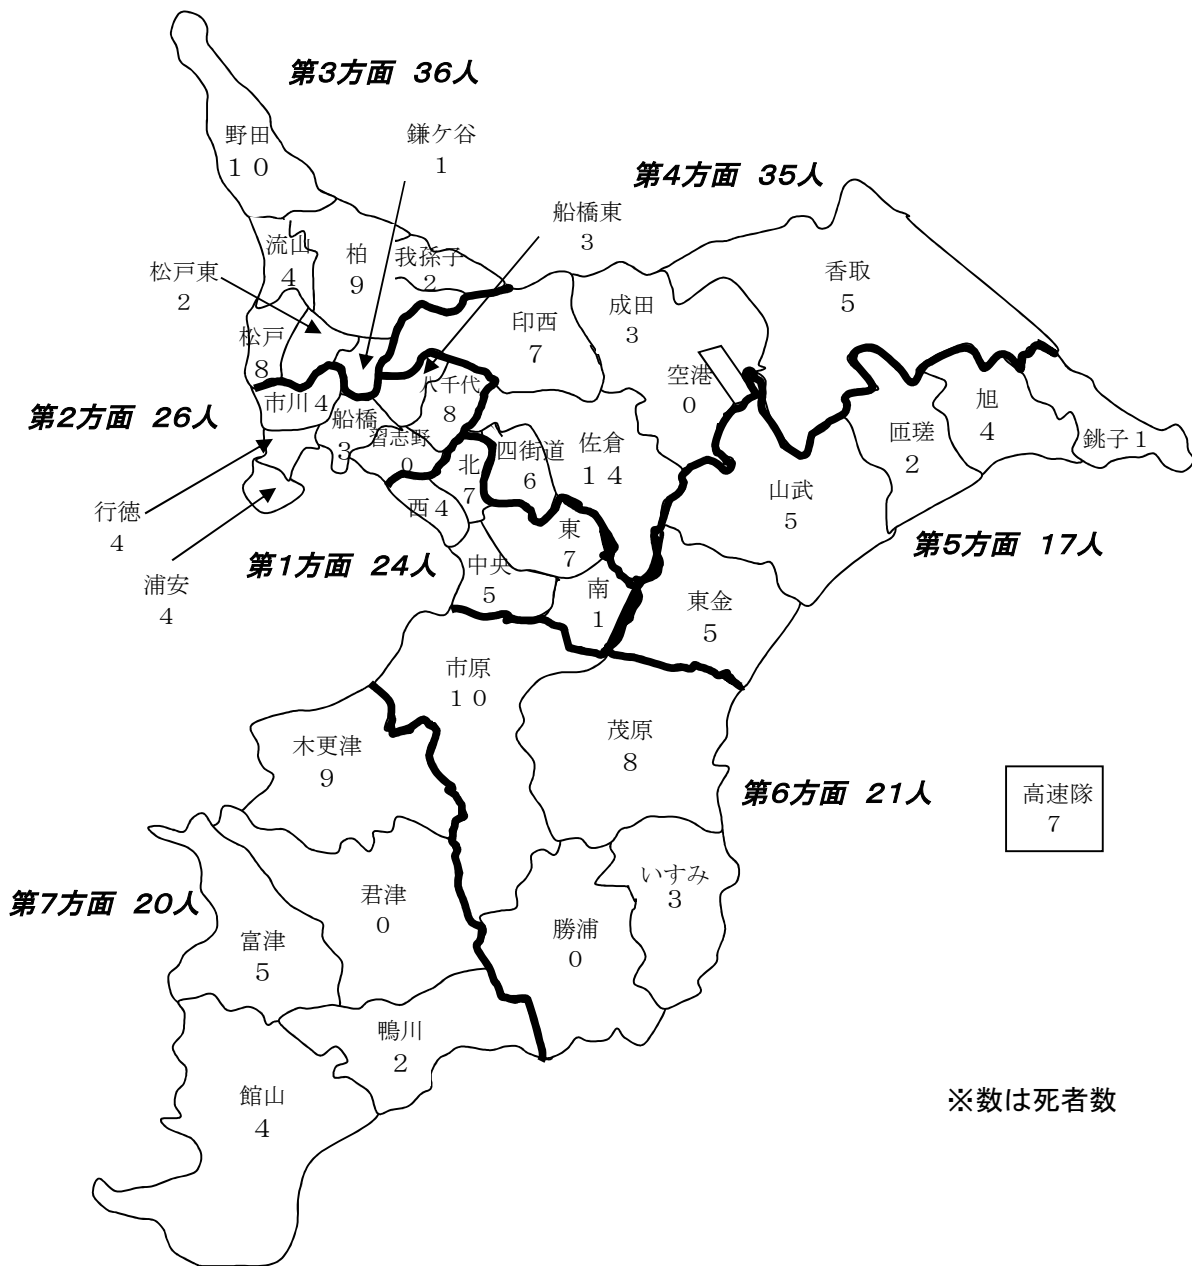 第3方面 36人
鎌ケ谷
1
野田
１０
第4方面 35人
船橋東
3
流山
4
柏
9
我孫子
2
松戸東
2
香取
5
成田
3
印西
7
松戸
8
空港
0
八千代
8
第2方面 26人
市川 4
船橋
3
習志野
0
旭
4
匝瑳
2
銚子 1
北
7
四街道
6
佐倉
１４
山武
5
西 4
行徳
4
東
7
第5方面 17人
第1方面 24人
中央
5
浦安
4
南
1
東金
5
市原
１０
茂原
8
木更津
9
第6方面 21人
高速隊
7
いすみ
3
君津
0
第7方面 20人
富津
5
勝浦
0
鴨川
2
館山
4
※数は死者数